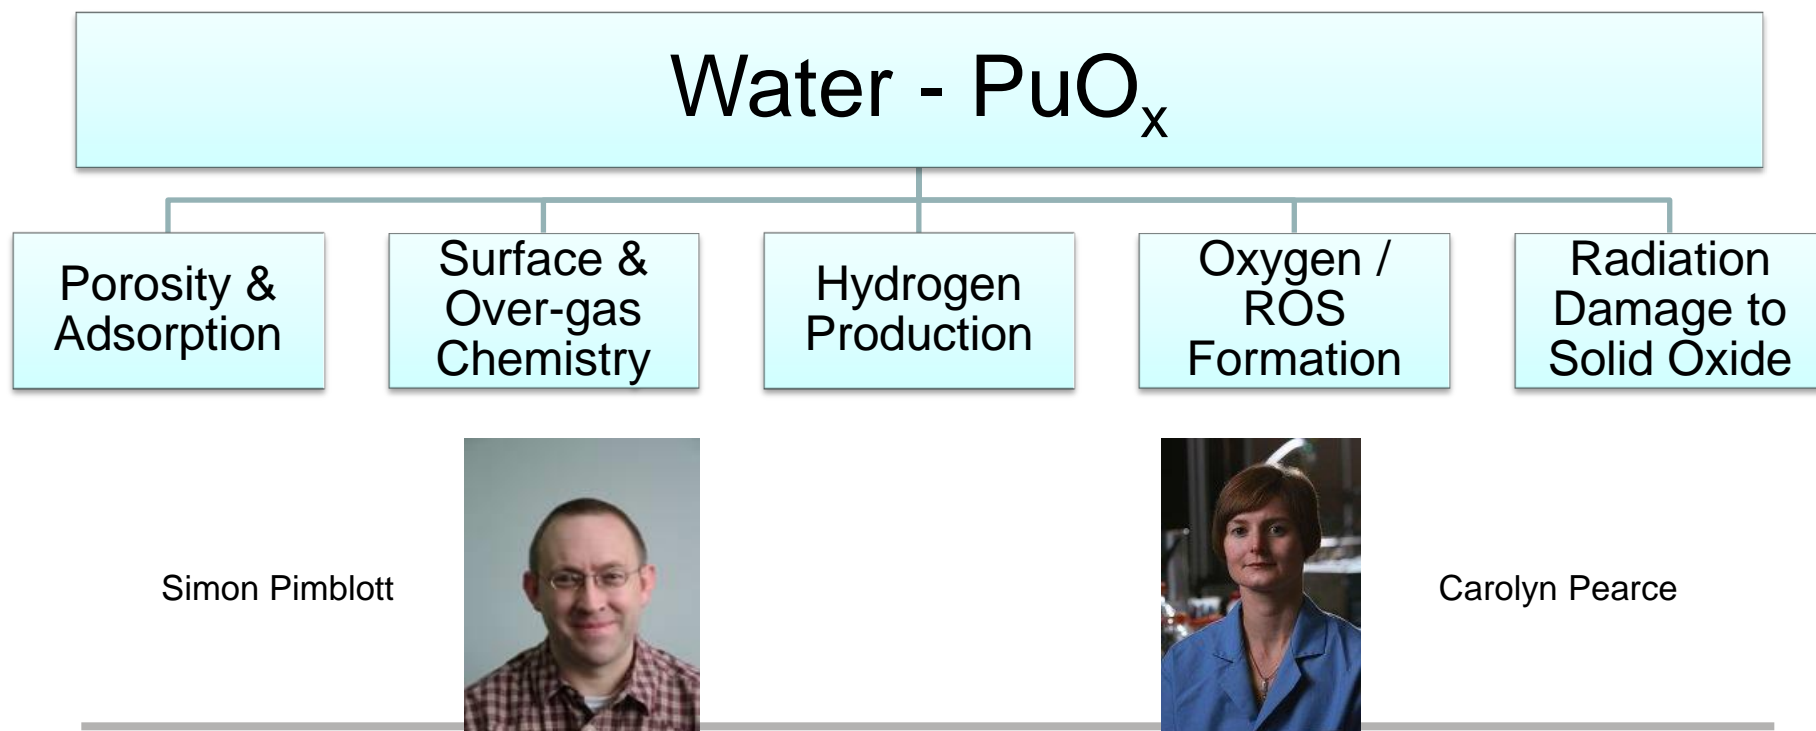 Water - PuOₓ
Porosity &
Adsorption
Surface &
Over-gas
Chemistry
Hydrogen
Production
Oxygen /
ROS
Formation
Radiation
Damage to
Solid Oxide
Simon Pimblott
Carolyn Pearce